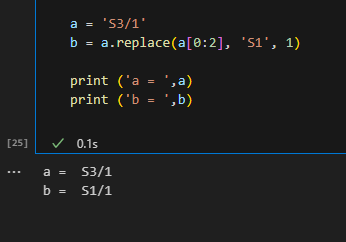 a = 'S3/1'
b = a.replace(a[0:2], 'S1', 1)
print ('a = ',a)
print ('b = ',b)
[25] ✓ 0.1s
... a =  S3/1
b =  S1/1